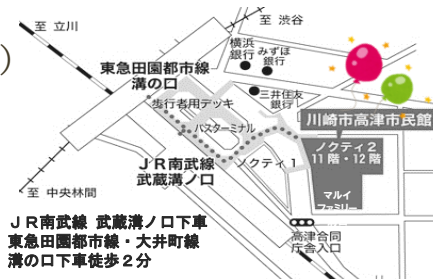 至 立川
至 渋谷
横浜
銀行
みずほ
銀行
東急田園都市線
溝の口
三井住友
銀行
歩行者用デッキ
川崎市高津市民館
バスターミナル
ノクティ２
11階・12階
ＪＲ南武線
武蔵溝ノ口
ノクティ１
至 中央林間
マルイ
ファミリー
ＪＲ南武線 武蔵溝ノ口下車
東急田園都市線・大井町線
溝の口下車徒歩２分
高津合同
庁舎入口